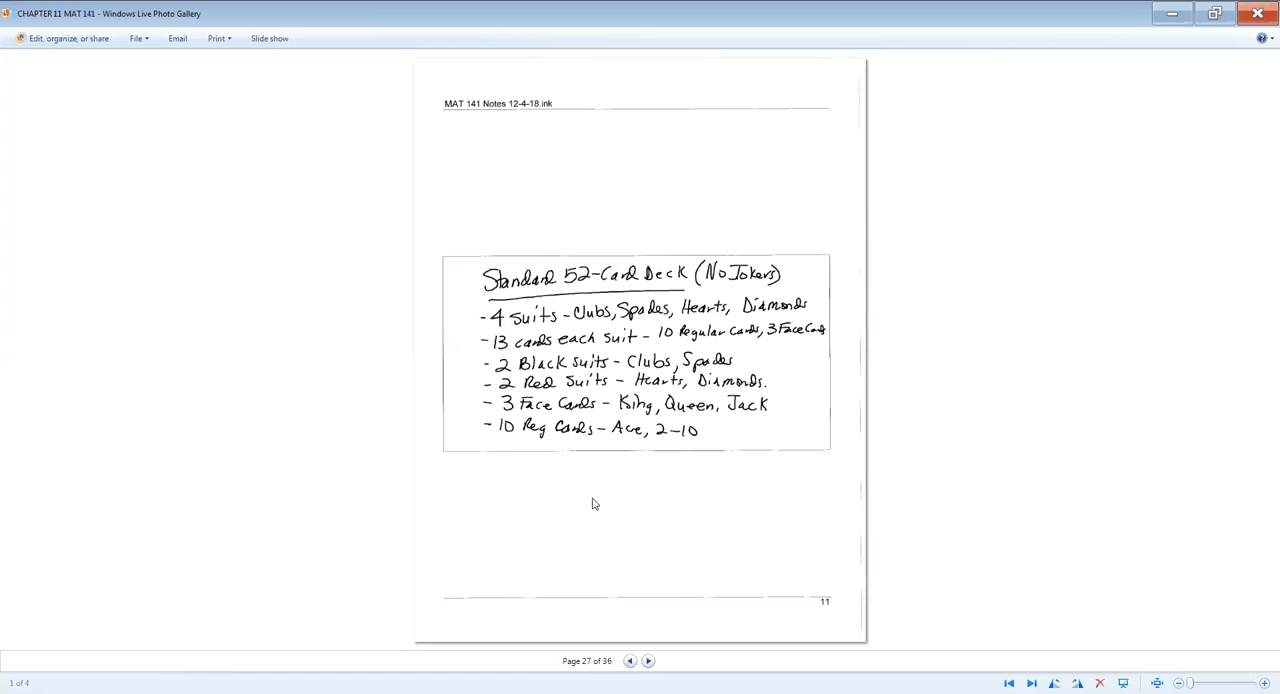 CHAPTER 11 MAT 141 - Windows Live Photo Gallery
Edit, organize, or share File Email Print Slide show
MAT 141 Notes 12-4-18.ink
Standard 52-Card Deck (No Jokers)
- 4 suits - Clubs, Spades, Hearts, Diamonds
- 13 cards each suit - 10 Regular Cards, 3 Face Cards
- 2 Black suits - Clubs, Spades
- 2 Red Suits - Hearts, Diamonds.
- 3 Face Cards - King, Queen, Jack
- 10 Reg Cards - Ace, 2-10
11
Page 27 of 36
1 of 4